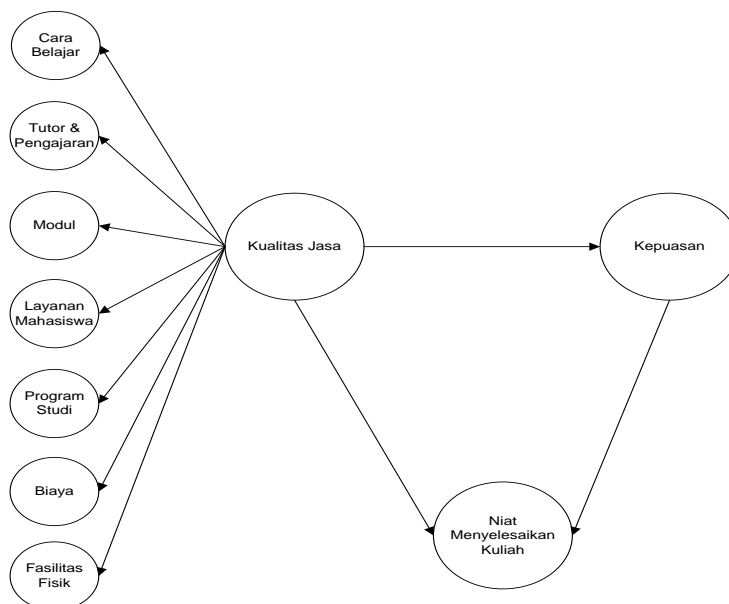 Cara
Belajar
Tutor &
Pengajaran
Modul
Kualitas Jasa
Kepuasan
Layanan
Mahasiswa
Program
Studi
Biaya
Niat
Menyelesaikan
Kuliah
Fasilitas
Fisik